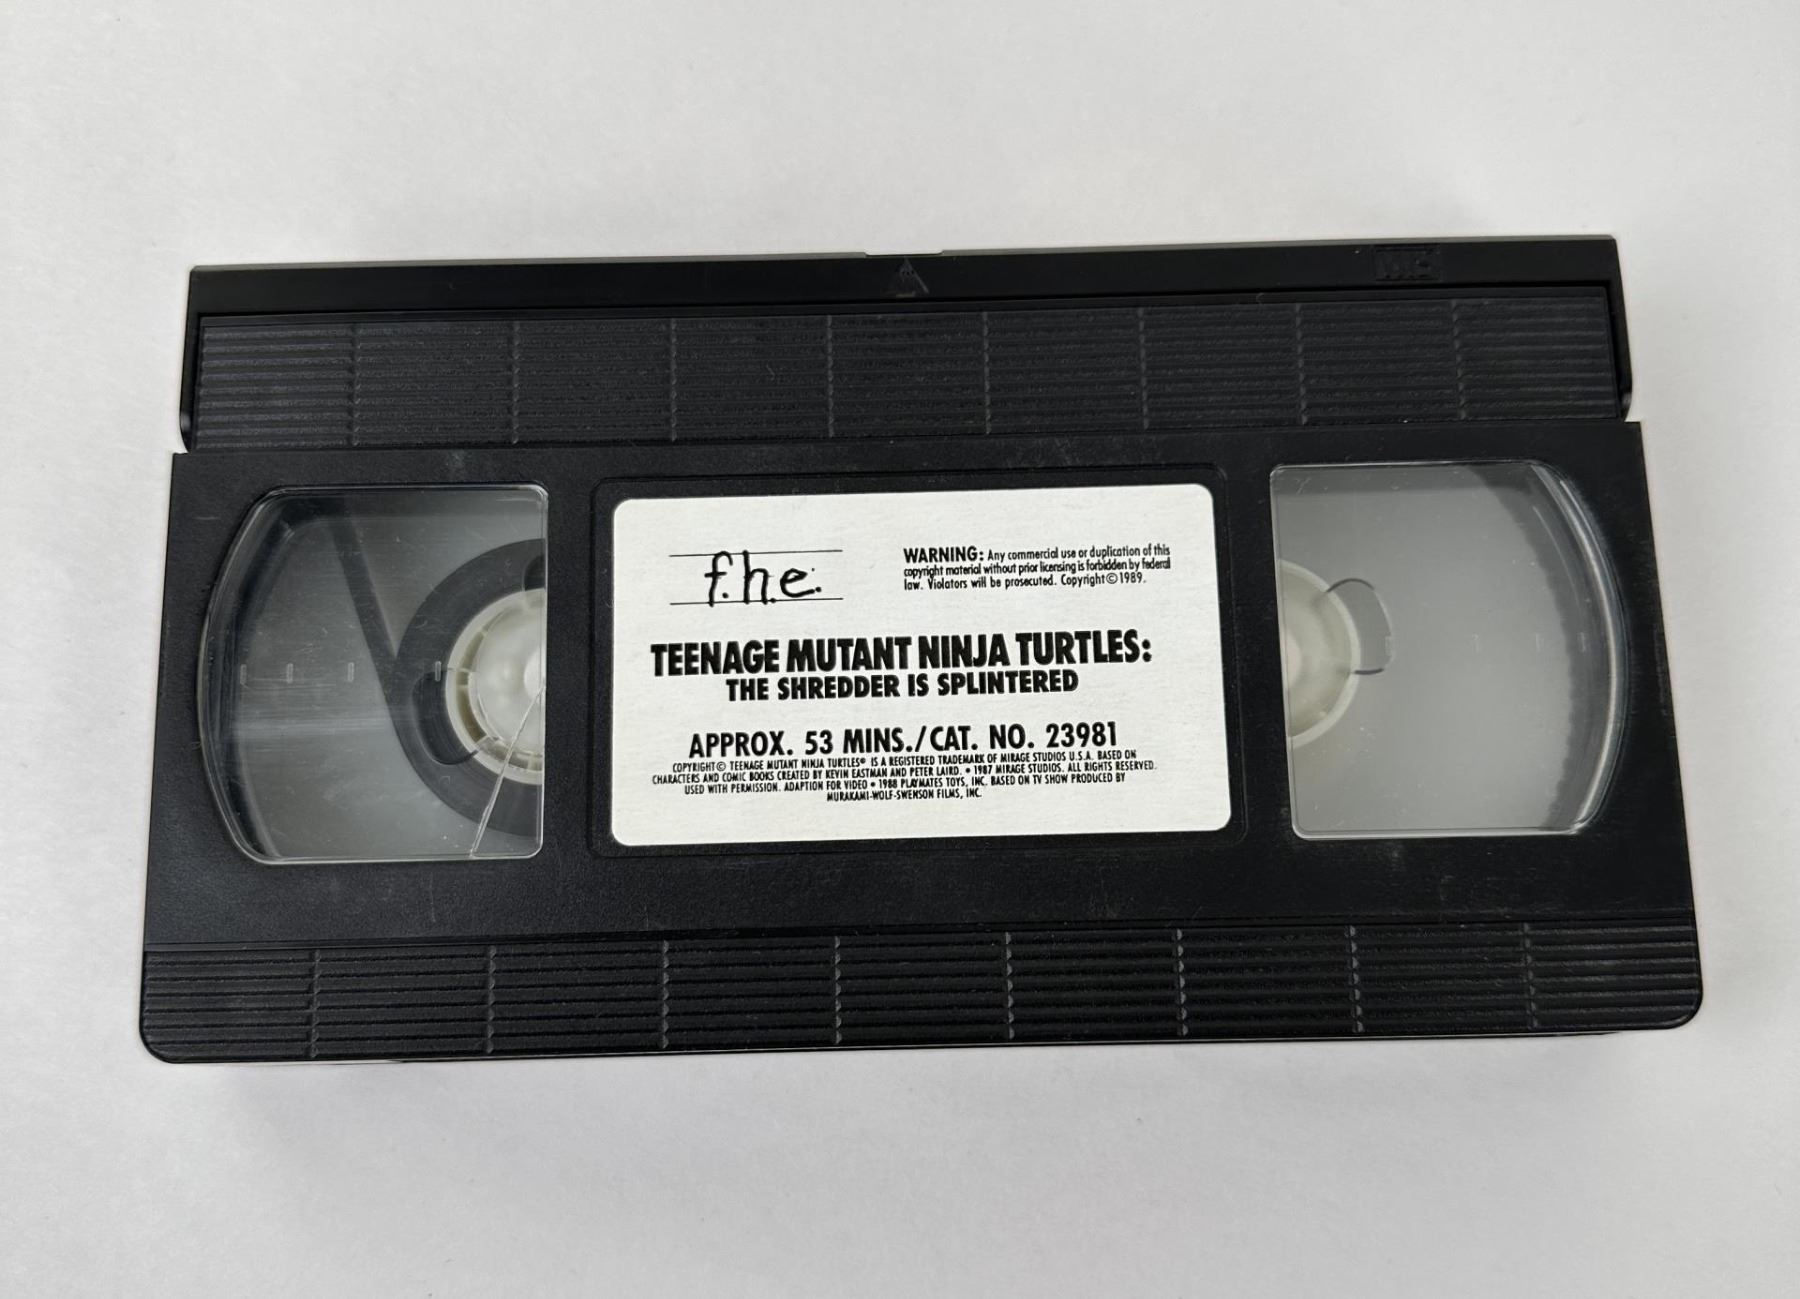 VHS
f.h.e.
WARNING: Any commercial use or duplication of this
copyright material without prior licensing is forbidden by federal
law. Violators will be prosecuted. Copyright © 1989.
TEENAGE MUTANT NINJA TURTLES:
THE SHREDDER IS SPLINTERED
APPROX. 53 MINS./CAT. NO. 23981
COPYRIGHT © TEENAGE MUTANT NINJA TURTLES® IS A REGISTERED TRADEMARK OF MIRAGE STUDIOS U.S.A. BASED ON
CHARACTERS AND COMIC BOOKS CREATED BY KEVIN EASTMAN AND PETER LAIRD. • 1987 MIRAGE STUDIOS. ALL RIGHTS RESERVED.
USED WITH PERMISSION. ADAPTION FOR VIDEO • 1988 PLAYMATES TOYS, INC. BASED ON TV SHOW PRODUCED BY
MURAKAMI-WOLF-SWENSON FILMS, INC.